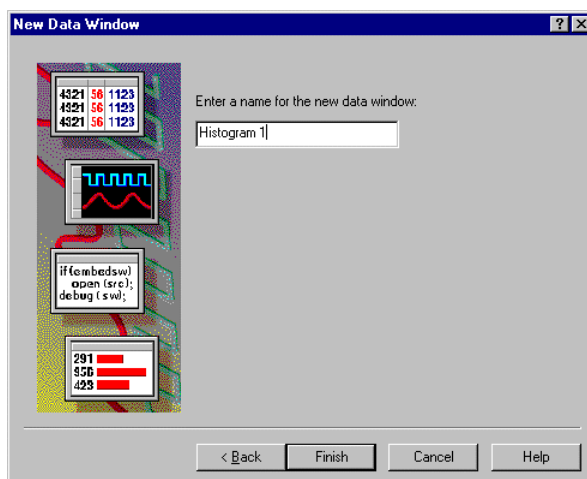 New Data Window
4321 56 1123
4321 56 1123
4321 56 1123
Enter a name for the new data window:
Histogram 1
if(embedsw)
open (src);
debug (sw);
291
956
423
< Back
Finish
Cancel
Help